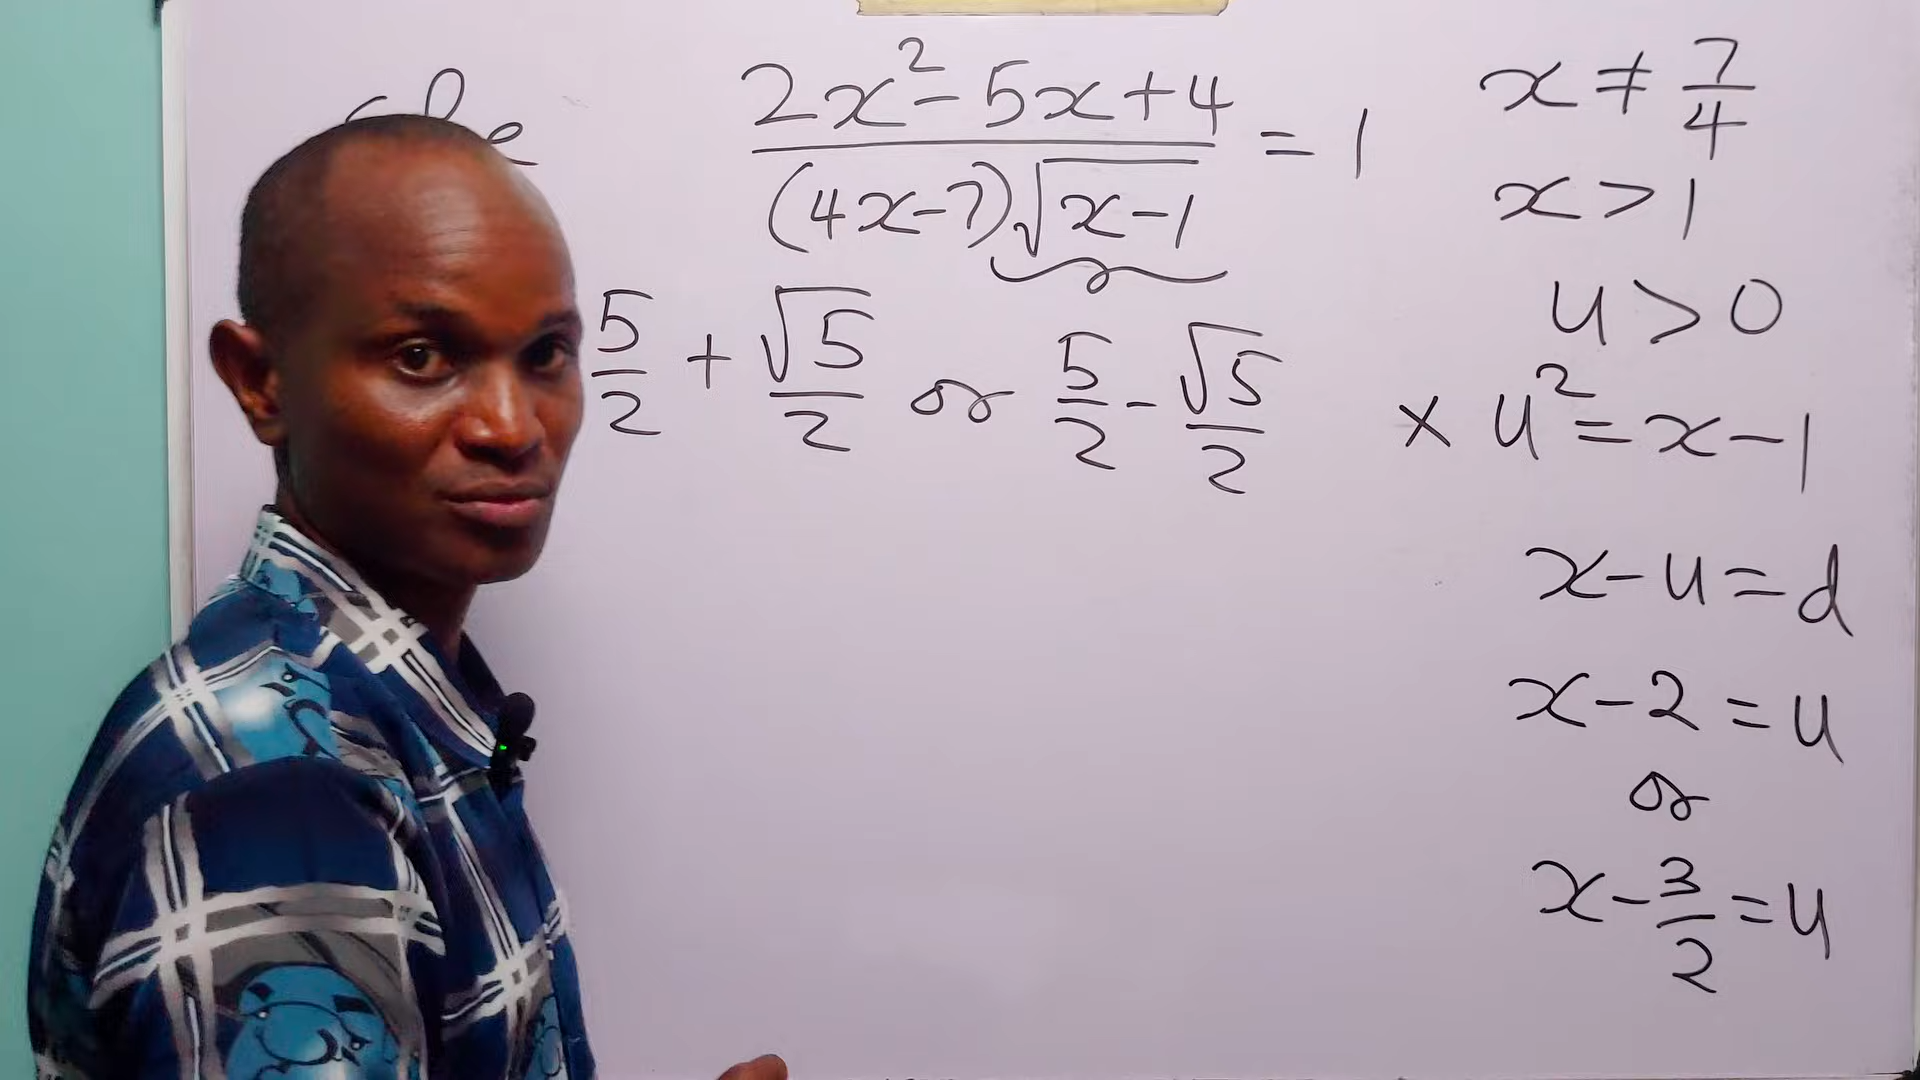 2x² - 5x + 4 / (4x - 7)√(x - 1) = 1
5/2 + √5/2 or 5/2 - √5/2
x ≠ 7/4
x > 1
u > 0
× u² = x - 1
x - u = d
x - 2 = u
or
x - 3/2 = u